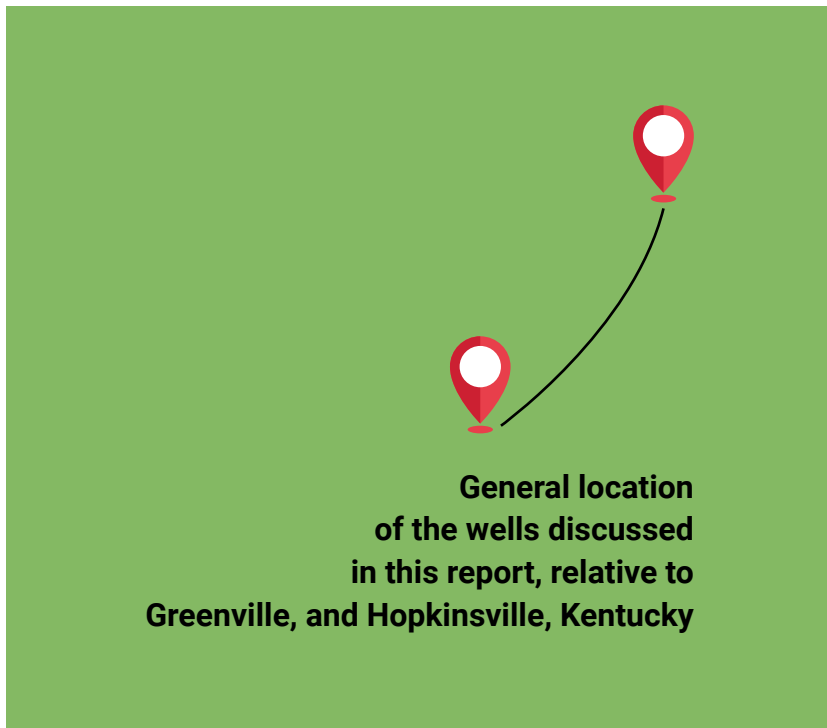 General location
of the wells discussed
in this report, relative to
Greenville, and Hopkinsville, Kentucky